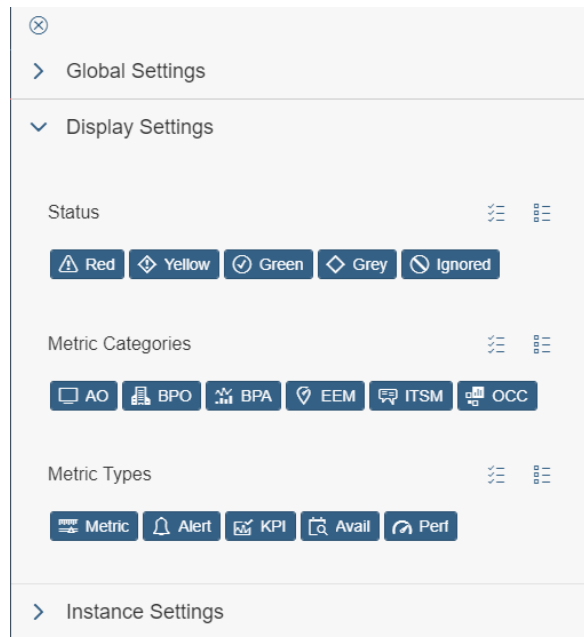 Global Settings
Display Settings
Status
Red Yellow Green Grey Ignored
Metric Categories
AO BPO BPA EEM ITSM OCC
Metric Types
Metric Alert KPI Avail Perf
Instance Settings